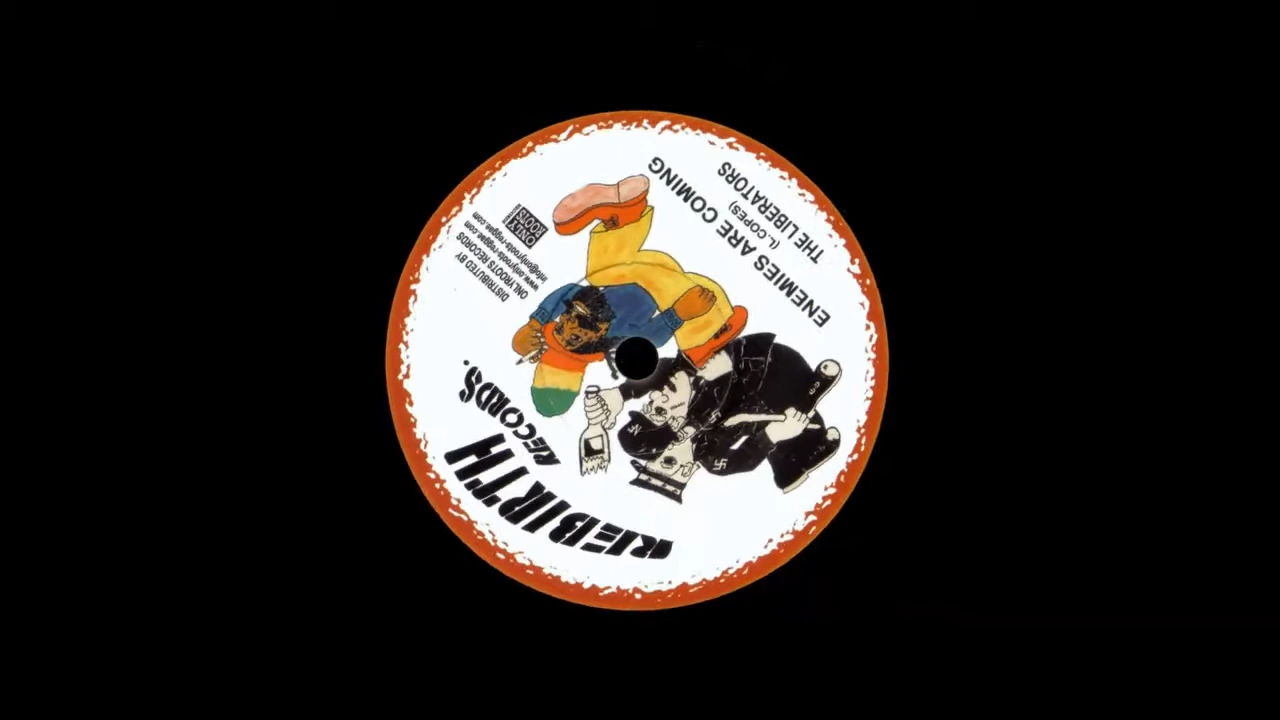 REBIRTH
RECORDS.
DISTRIBUTED BY
ONLYROOTS RECORDS
www.onlyroots-reggae.com
info@onlyroots-reggae.com
ONLY
ROOTS
ENEMIES ARE COMING
(L.COPES)
THE LIBERATORS